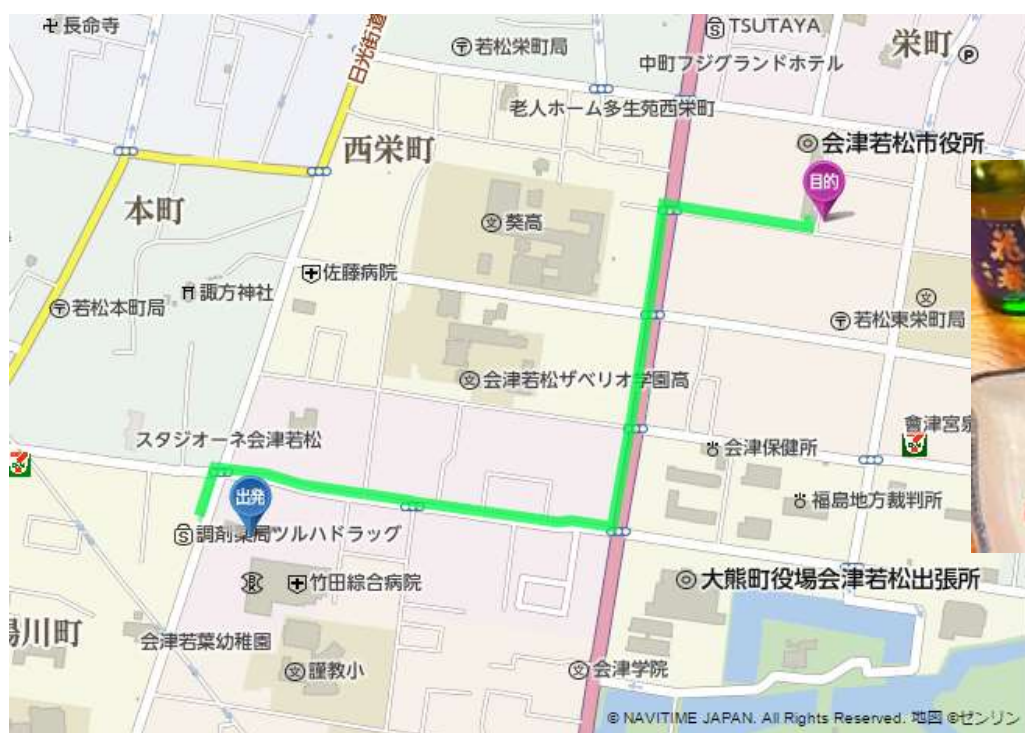 卍長命寺
日光街道
〒若松栄町局
TSUTAYA
栄町
P
中町フジグランドホテル
老人ホーム多生苑西栄町
西栄町
会津若松市役所
目的
本町
文葵高
佐藤病院
諏方神社
〒若松本町局
文
〒若松東栄町局
文会津若松ザベリオ学園高
スタジオーネ会津若松
會津宮泉
会津保健所
出発
福島地方裁判所
S調剤薬局ツルハドラッグ
大熊町役場会津若松出張所
竹田綜合病院
湯川町
会津若葉幼稚園
文謹教小
文会津学院
© NAVITIME JAPAN. All Rights Reserved. 地図 ©ゼンリン